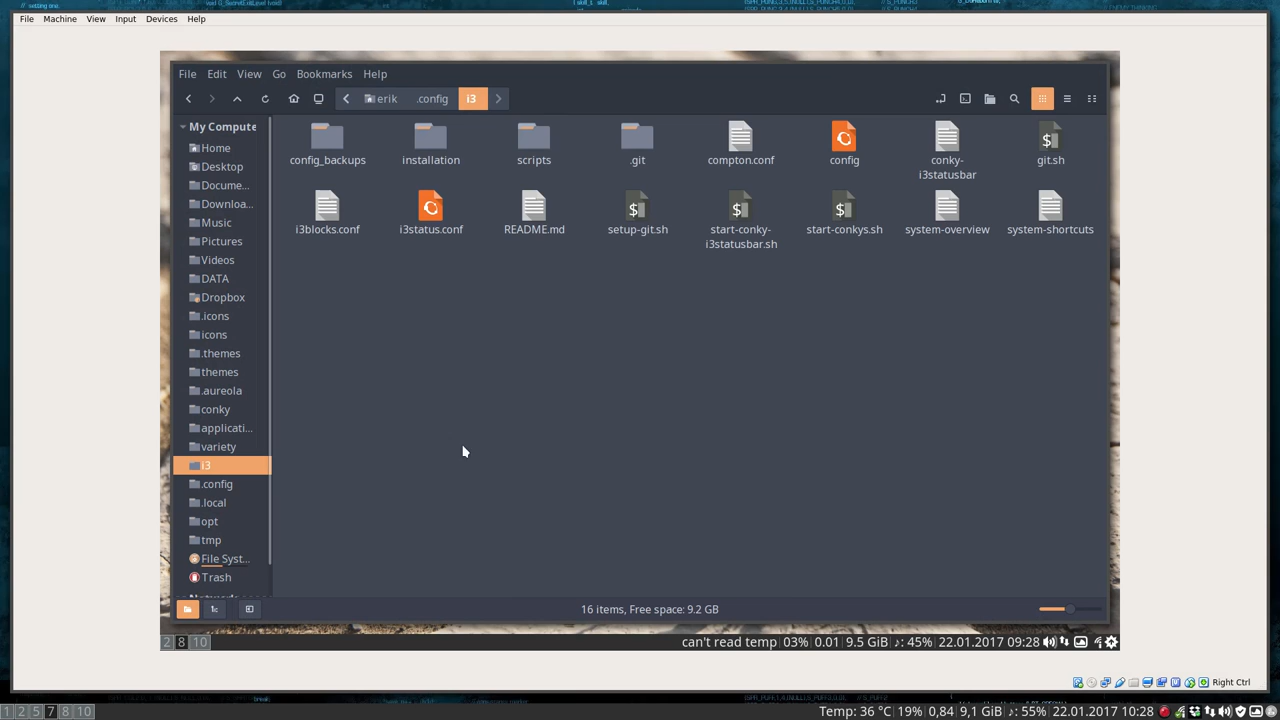 File Machine View Input Devices Help
File Edit View Go Bookmarks Help
erik .config i3
My Compute
Home
Desktop
Docume...
Downloa...
Music
Pictures
Videos
DATA
Dropbox
.icons
icons
.themes
themes
.aureola
conky
applicati...
variety
i3
.config
.local
opt
tmp
File Syst...
Trash
config_backups installation scripts .git compton.conf config conky-i3statusbar git.sh
i3blocks.conf i3status.conf README.md setup-git.sh start-conky-i3statusbar.sh start-conkys.sh system-overview system-shortcuts
16 items, Free space: 9.2 GB
2 8 10 can't read temp 03% 0.01 9.5 GiB ♪: 45% 22.01.2017 09:28
Right Ctrl
1 2 5 7 8 10 Temp: 36 °C 19% 0,84 9,1 GiB ♪: 55% 22.01.2017 10:28